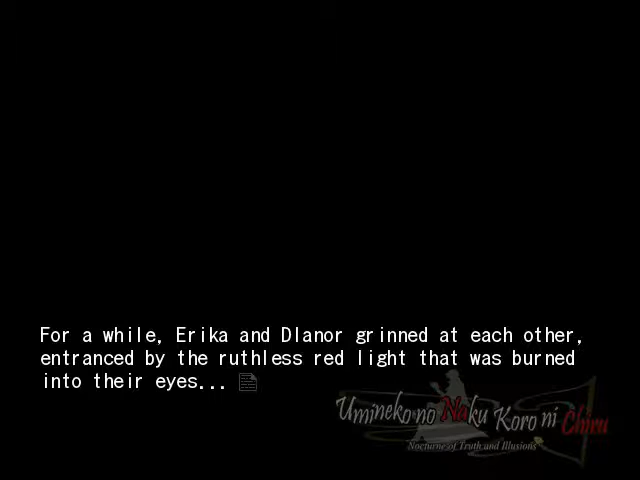 For a while, Erika and Dlanor grinned at each other,
entranced by the ruthless red light that was burned
into their eyes...
Umineko no Naku Koro ni Chiru
Nocturne of Truth and Illusions